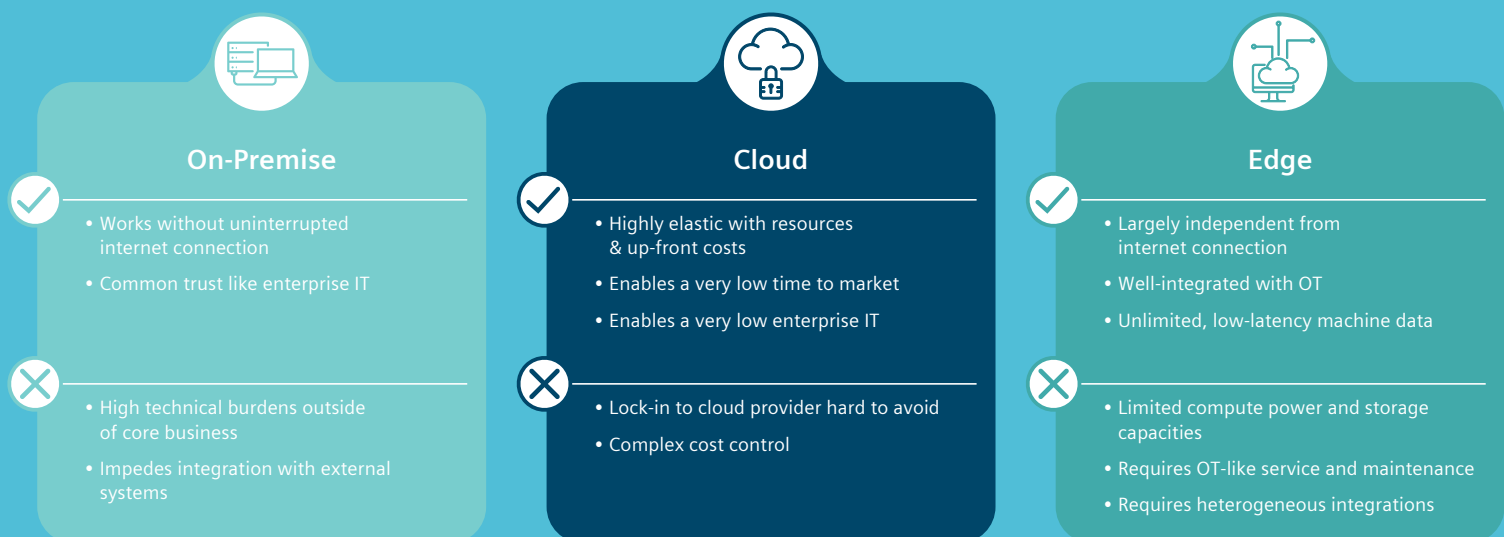 On-Premise
• Works without uninterrupted
internet connection
• Common trust like enterprise IT
• High technical burdens outside
of core business
• Impedes integration with external
systems
Cloud
• Highly elastic with resources
& up-front costs
• Enables a very low time to market
• Enables a very low enterprise IT
• Lock-in to cloud provider hard to avoid
• Complex cost control
Edge
• Largely independent from
internet connection
• Well-integrated with OT
• Unlimited, low-latency machine data
• Limited compute power and storage
capacities
• Requires OT-like service and maintenance
• Requires heterogeneous integrations